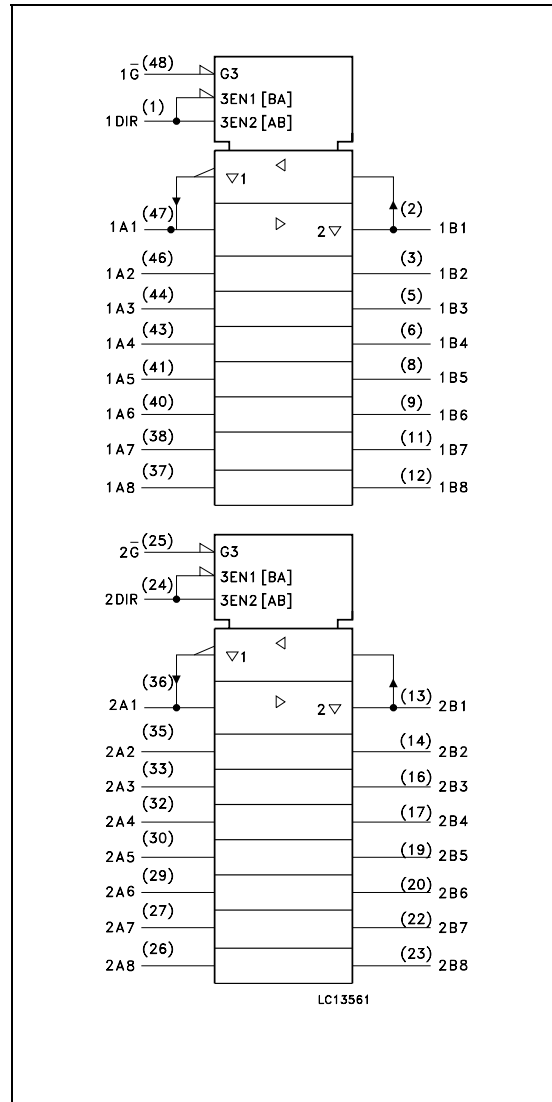 1G̅ (48) G3
3EN1 [BA]
1DIR (1) 3EN2 [AB]
▽1 ◁
1A1 (47) ▷ 2▽ (2) 1B1
1A2 (46) (3) 1B2
1A3 (44) (5) 1B3
1A4 (43) (6) 1B4
1A5 (41) (8) 1B5
1A6 (40) (9) 1B6
1A7 (38) (11) 1B7
1A8 (37) (12) 1B8
2G̅ (25) G3
3EN1 [BA]
2DIR (24) 3EN2 [AB]
▽1 ◁
2A1 (36) ▷ 2▽ (13) 2B1
2A2 (35) (14) 2B2
2A3 (33) (16) 2B3
2A4 (32) (17) 2B4
2A5 (30) (19) 2B5
2A6 (29) (20) 2B6
2A7 (27) (22) 2B7
2A8 (26) (23) 2B8
LC13561